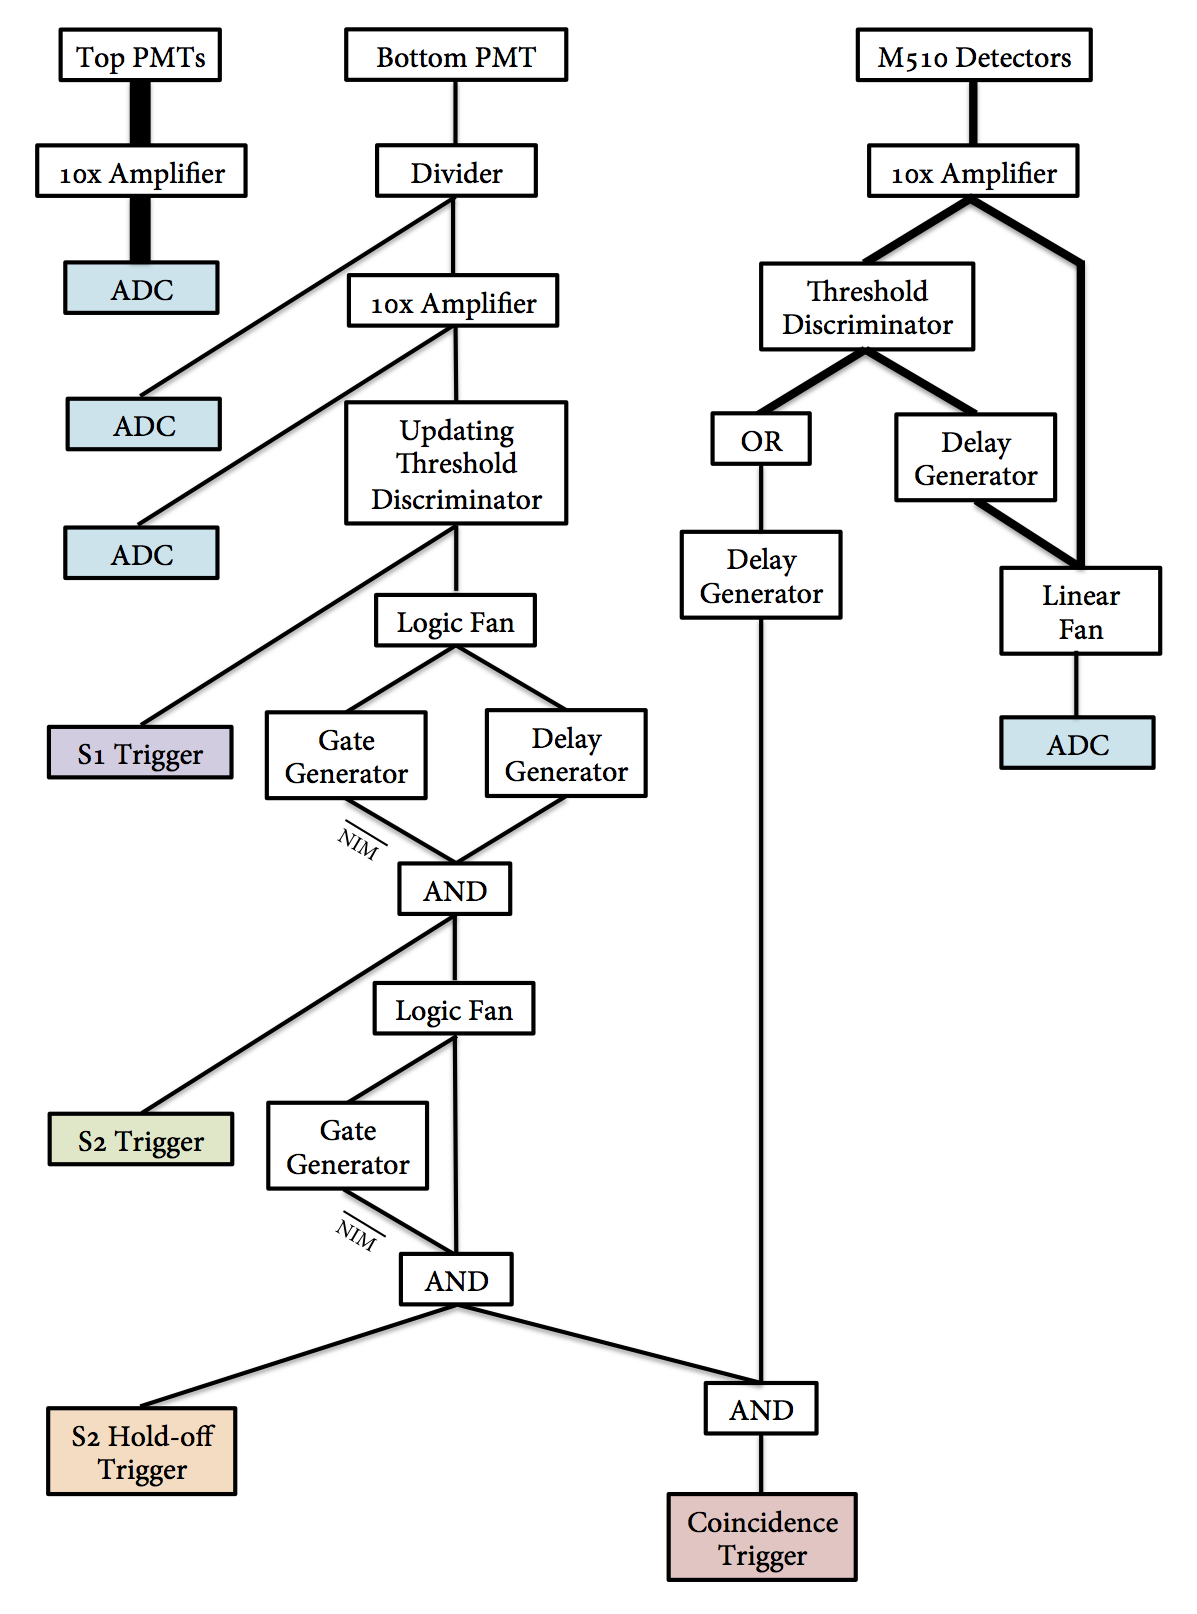 Top PMTs
Bottom PMT
M510 Detectors
10x Amplifier
Divider
10x Amplifier
ADC
10x Amplifier
Threshold
Discriminator
ADC
Updating
Threshold
Discriminator
OR
Delay
Generator
ADC
Delay
Generator
Logic Fan
Linear
Fan
S1 Trigger
Gate
Generator
Delay
Generator
ADC
NIM
AND
Logic Fan
S2 Trigger
Gate
Generator
NIM
AND
S2 Hold-off
Trigger
AND
Coincidence
Trigger